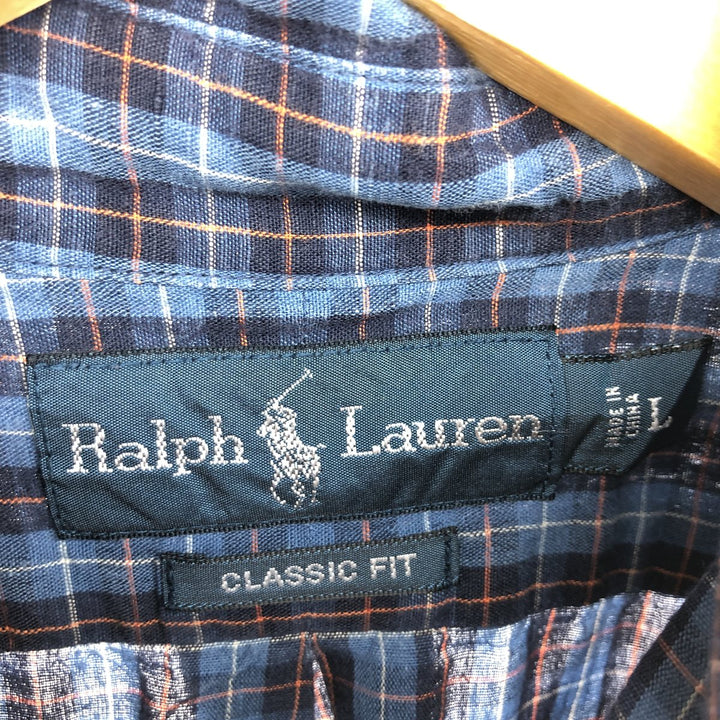 Ralph Lauren
MADE IN
CHINA
L
CLASSIC FIT